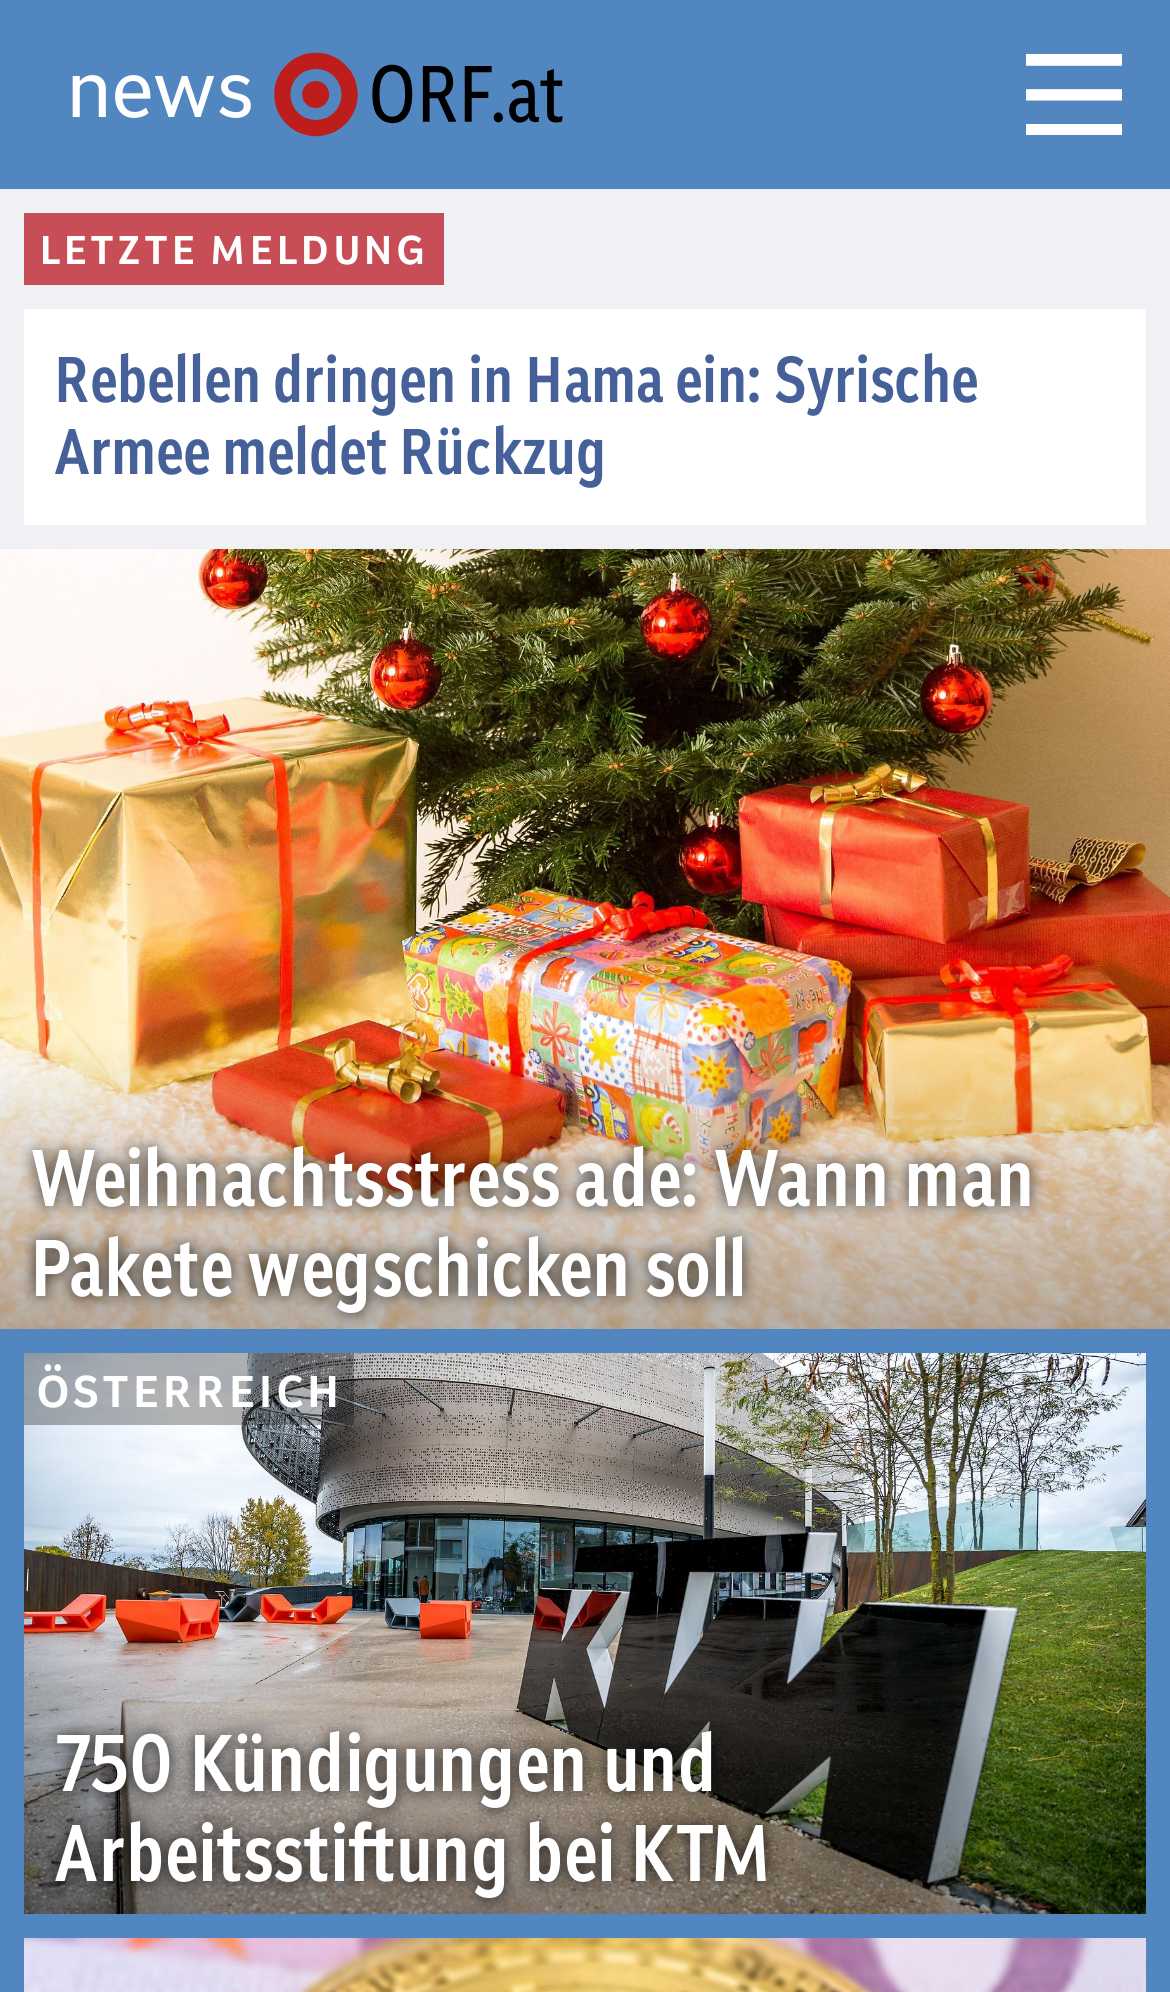 news ORF.at
LETZTE MELDUNG
Rebellen dringen in Hama ein: Syrische
Armee meldet Rückzug
Weihnachtsstress ade: Wann man
Pakete wegschicken soll
ÖSTERREICH
KTM
750 Kündigungen und
Arbeitsstiftung bei KTM